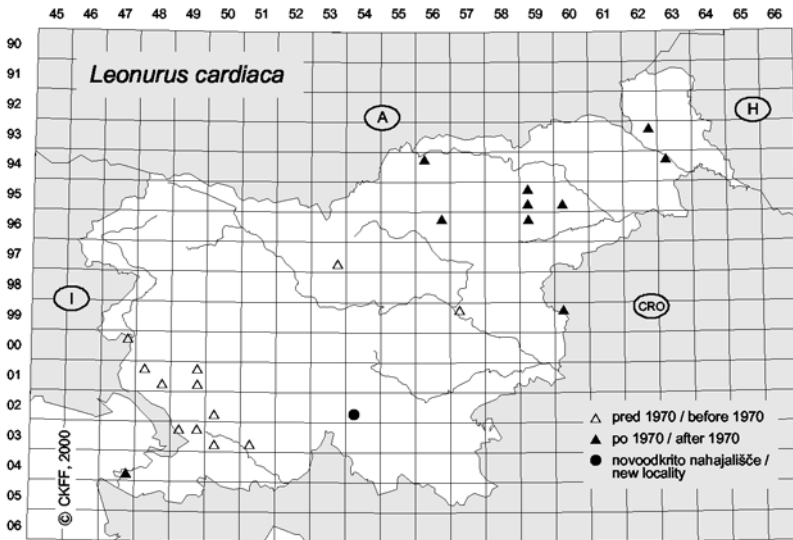 45 46 47 48 49 50 51 52 53 54 55 56 57 58 59 60 61 62 63 64 65 66
90
91
92
93
94
95
96
97
98
99
00
01
02
03
04
05
06
Leonurus cardiaca
A
H
I
CRO
△ pred 1970 / before 1970
▲ po 1970 / after 1970
● novoodkrito nahajališče /
new locality
© CKFF, 2000